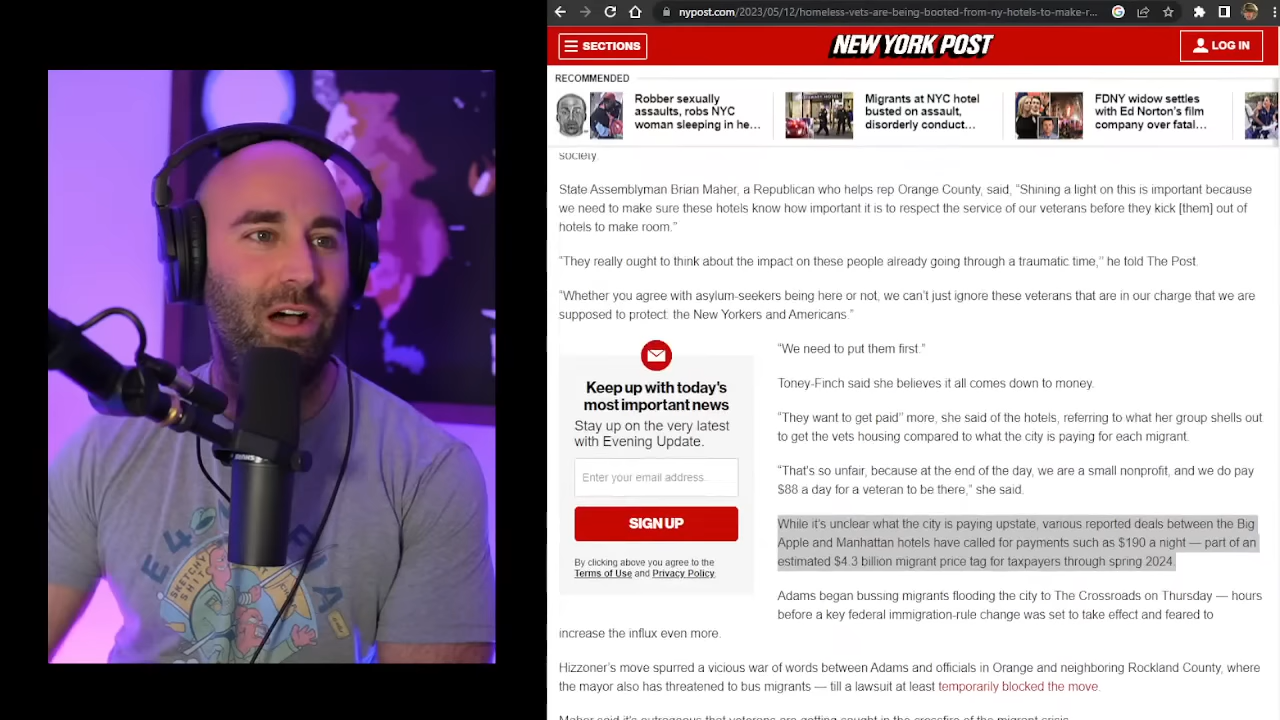 nypost.com/2023/05/12/homeless-vets-are-being-booted-from-ny-hotels-to-make-r...
SECTIONS
NEW YORK POST
LOG IN
RECOMMENDED
Robber sexually
assaults, robs NYC
woman sleeping in he...
Migrants at NYC hotel
busted on assault,
disorderly conduct...
FDNY widow settles
with Ed Norton's film
company over fatal...
society.
State Assemblyman Brian Maher, a Republican who helps rep Orange County, said, “Shining a light on this is important because
we need to make sure these hotels know how important it is to respect the service of our veterans before they kick [them] out of
hotels to make room.”
“They really ought to think about the impact on these people already going through a traumatic time,” he told The Post.
“Whether you agree with asylum-seekers being here or not, we can’t just ignore these veterans that are in our charge that we are
supposed to protect: the New Yorkers and Americans.”
“We need to put them first.”
Toney-Finch said she believes it all comes down to money.
“They want to get paid” more, she said of the hotels, referring to what her group shells out
to get the vets housing compared to what the city is paying for each migrant.
“That’s so unfair, because at the end of the day, we are a small nonprofit, and we do pay
$88 a day for a veteran to be there,” she said.
While it’s unclear what the city is paying upstate, various reported deals between the Big
Apple and Manhattan hotels have called for payments such as $190 a night — part of an
estimated $4.3 billion migrant price tag for taxpayers through spring 2024.
Adams began bussing migrants flooding the city to The Crossroads on Thursday — hours
before a key federal immigration-rule change was set to take effect and feared to
increase the influx even more.
Keep up with today's
most important news
Stay up on the very latest
with Evening Update.
Enter your email address..
SIGN UP
By clicking above you agree to the
Terms of Use and Privacy Policy.
Hizzoner’s move spurred a vicious war of words between Adams and officials in Orange and neighboring Rockland County, where
the mayor also has threatened to bus migrants — till a lawsuit at least temporarily blocked the move.
Maher said it’s outrageous that veterans are getting caught in the crossfire of the migrant crisis.
SKETCHY